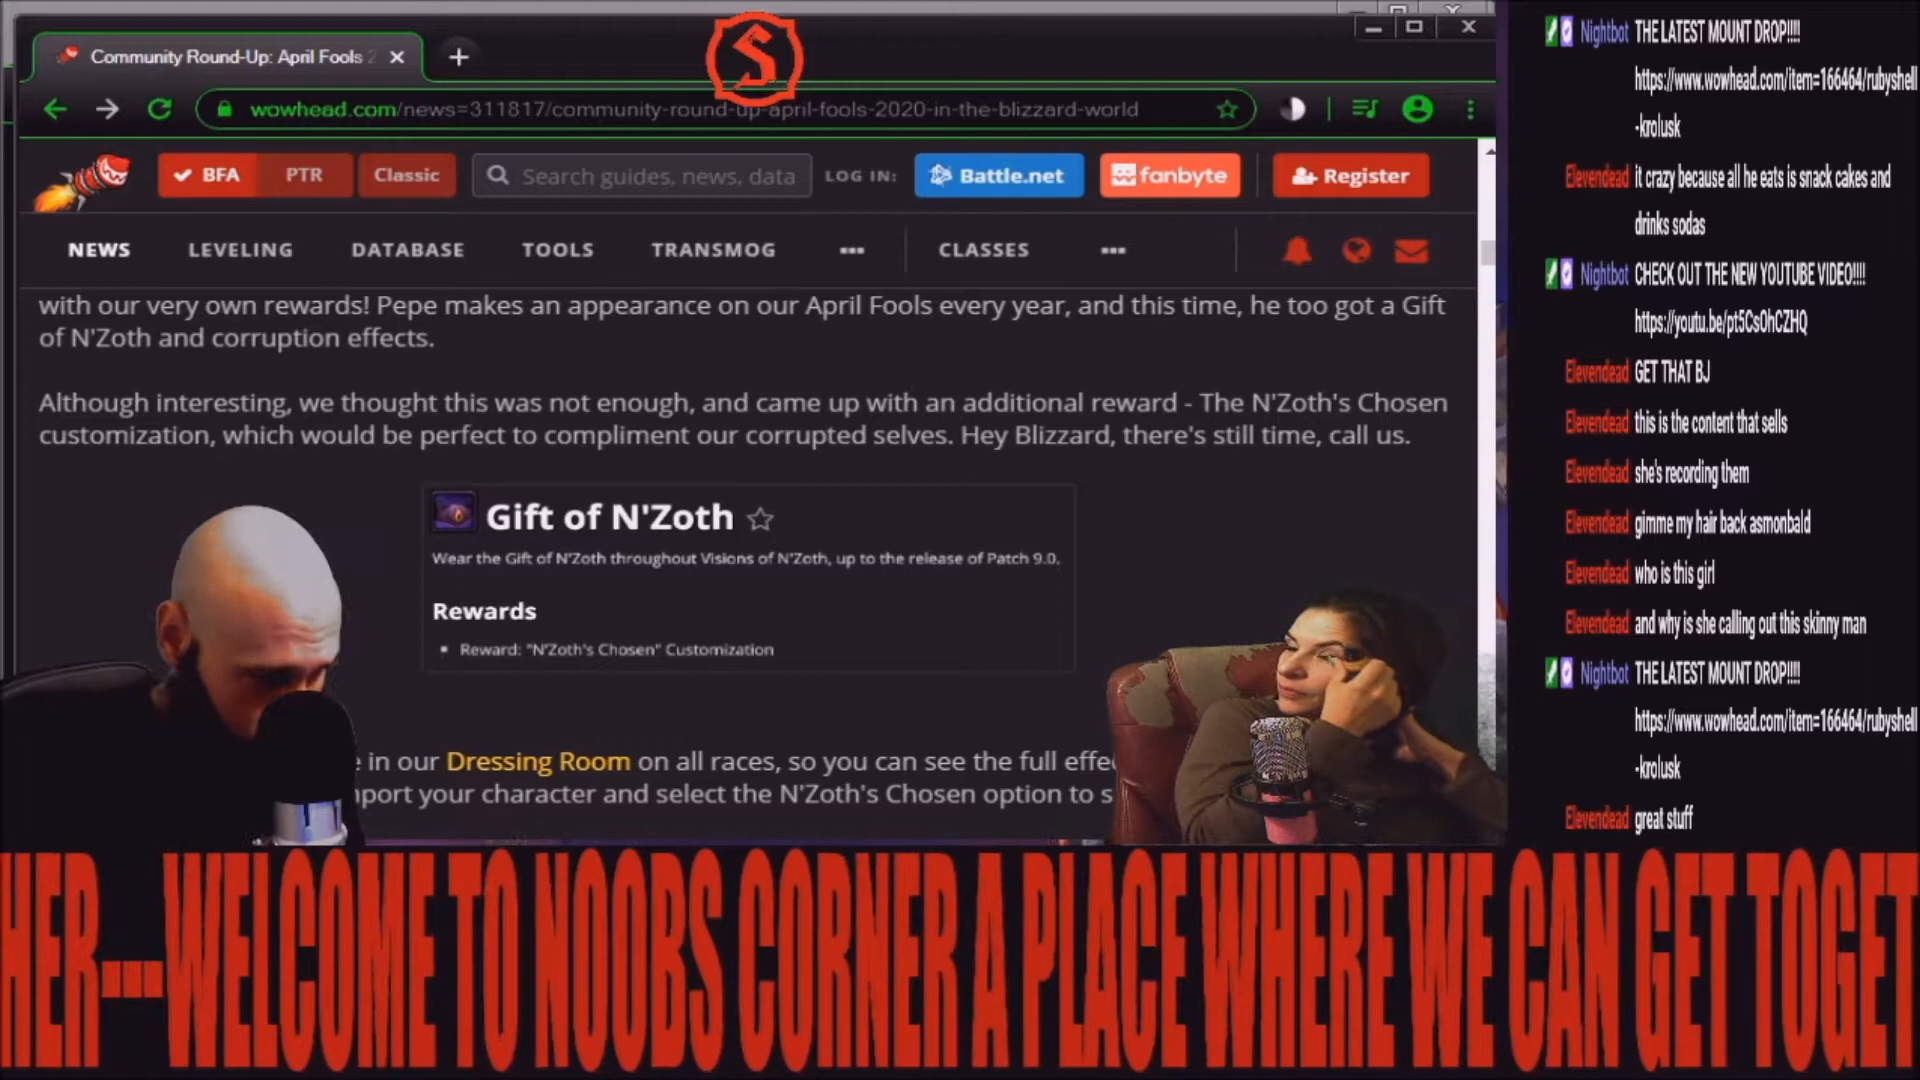 Community Round-Up: April Fools 2
wowhead.com/news=311817/community-round-up-april-fools-2020-in-the-blizzard-world
BFA PTR Classic Search guides, news, data LOG IN: Battle.net fanbyte Register
NEWS LEVELING DATABASE TOOLS TRANSMOG ••• CLASSES •••
with our very own rewards! Pepe makes an appearance on our April Fools every year, and this time, he too got a Gift
of N'Zoth and corruption effects.
Although interesting, we thought this was not enough, and came up with an additional reward - The N'Zoth's Chosen
customization, which would be perfect to compliment our corrupted selves. Hey Blizzard, there's still time, call us.
Gift of N'Zoth
Wear the Gift of N'Zoth throughout Visions of N'Zoth, up to the release of Patch 9.0.
Rewards
Reward: "N'Zoth's Chosen" Customization
in our Dressing Room on all races, so you can see the full effe
mport your character and select the N'Zoth's Chosen option to s
Nightbot THE LATEST MOUNT DROP!!!!
https://www.wowhead.com/item=166464/rubyshell
-krolusk
Elevendead it crazy because all he eats is snack cakes and
drinks sodas
Nightbot CHECK OUT THE NEW YOUTUBE VIDEO!!!!
https://youtu.be/pt5CsOhCZHQ
Elevendead GET THAT BJ
Elevendead this is the content that sells
Elevendead she's recording them
Elevendead gimme my hair back asmonbald
Elevendead who is this girl
Elevendead and why is she calling out this skinny man
Nightbot THE LATEST MOUNT DROP!!!!
https://www.wowhead.com/item=166464/rubyshell
-krolusk
Elevendead great stuff
HER---WELCOME TO NOOBS CORNER A PLACE WHERE WE CAN GET TOGET